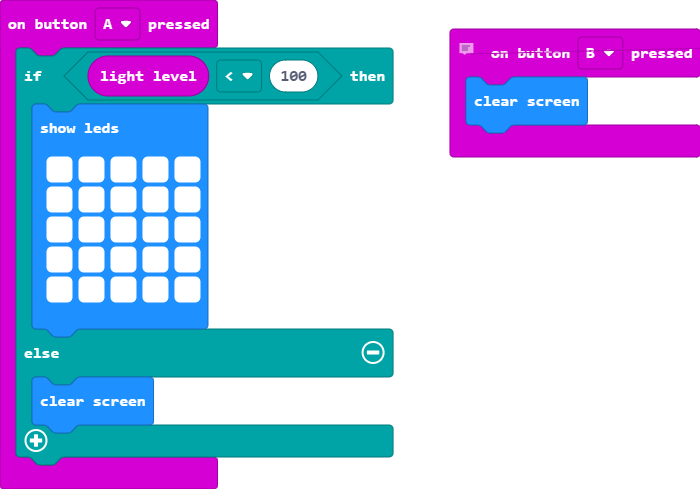 on button A pressed
if light level < 100 then
show leds
else
clear screen
on button B pressed
clear screen